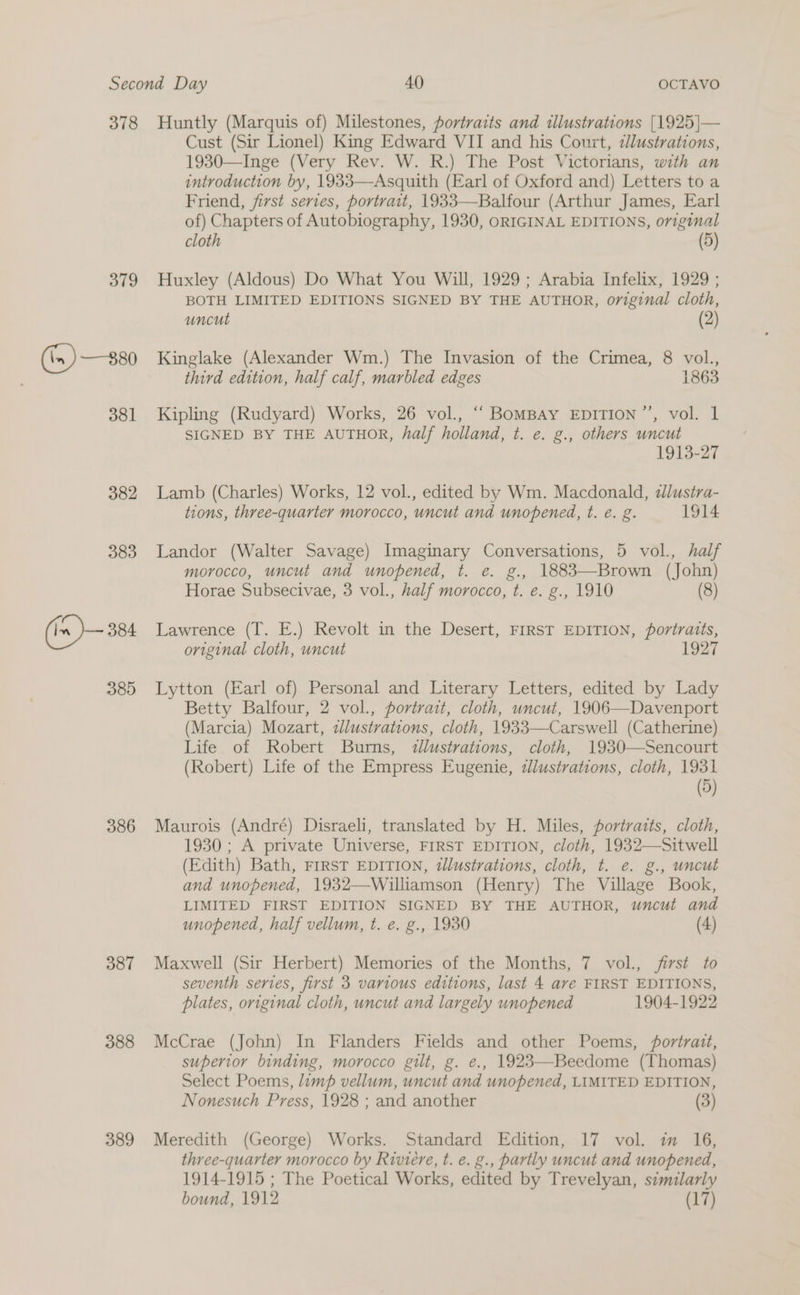 Second Day 40 OCTAVO
378 Huntly (Marquis of) Milestones, portraits and illustrations [1925]—
Cust (Sir Lionel) King Edward VII and his Court, illustrations,
1930—Inge (Very Rev. W. R.) The Post Victorians, with an
introduction by, 1933—Asquith (Earl of Oxford and) Letters to a
Friend, first series, portrait, 1933—Balfour (Arthur James, Earl
of) Chapters of Autobiography, 1930, ORIGINAL EDITIONS, original
cloth (5)
379 Huxley (Aldous) Do What You Will, 1929 ; Arabia Infelix, 1929 ;
BOTH LIMITED EDITIONS SIGNED BY THE AUTHOR, original cloth,
uncut (2)
(in)—380 Kinglake (Alexander Wm.) The Invasion of the Crimea, 8 vol.,
third edition, half calf, marbled edges 1863
381 Kipling (Rudyard) Works, 26 vol., “ BOMBAY EDITION ”, vol. 1
SIGNED BY THE AUTHOR, half holland, t. e. g., others uncut
1913-27
382 Lamb (Charles) Works, 12 vol., edited by Wm. Macdonald, illustra-
tions, three-quarter morocco, uncut and unopened, t. e. g. 1914
383 Landor (Walter Savage) Imaginary Conversations, 5 vol., half
morocco, uncut and unopened, t. e. g., 1883—Brown (John)
Horae Subsecivae, 3 vol., half morocco, t. e. g., 1910 (8)
(in)—384 Lawrence (T. E.) Revolt in the Desert, FIRST EDITION, portraits,
original cloth, uncut 1927
385 Lytton (Earl of) Personal and Literary Letters, edited by Lady
Betty Balfour, 2 vol., portrait, cloth, uncut, 1906—Davenport
(Marcia) Mozart, illustrations, cloth, 1933—Carswell (Catherine)
Life of Robert Burns, illustrations, cloth, 1930—Sencourt
(Robert) Life of the Empress Eugenie, illustrations, cloth, 1931
(5)
386 Maurois (André) Disraeli, translated by H. Miles, portraits, cloth,
1930 ; A private Universe, FIRST EDITION, cloth, 1932—Sitwell
(Edith) Bath, FIRST EDITION, illustrations, cloth, t. e. g., uncut
and unopened, 1932—Williamson (Henry) The Village Book,
LIMITED FIRST EDITION SIGNED BY THE AUTHOR, uncut and
unopened, half vellum, t. e. g., 1930 (4)
387 Maxwell (Sir Herbert) Memories of the Months, 7 vol., first to
seventh series, first 3 various editions, last 4 are FIRST EDITIONS,
plates, original cloth, uncut and largely unopened 1904-1922
388 McCrae (John) In Flanders Fields and other Poems, portrait,
superior binding, morocco gilt, g. e., 1923—Beedome (Thomas)
Select Poems, limp vellum, uncut and unopened, LIMITED EDITION,
Nonesuch Press, 1928 ; and another (3)
389 Meredith (George) Works. Standard Edition, 17 vol. in 16,
three-quarter morocco by Rivière, t. e. g., partly uncut and unopened,
1914-1915 ; The Poetical Works, edited by Trevelyan, similarly
bound, 1912 (17)